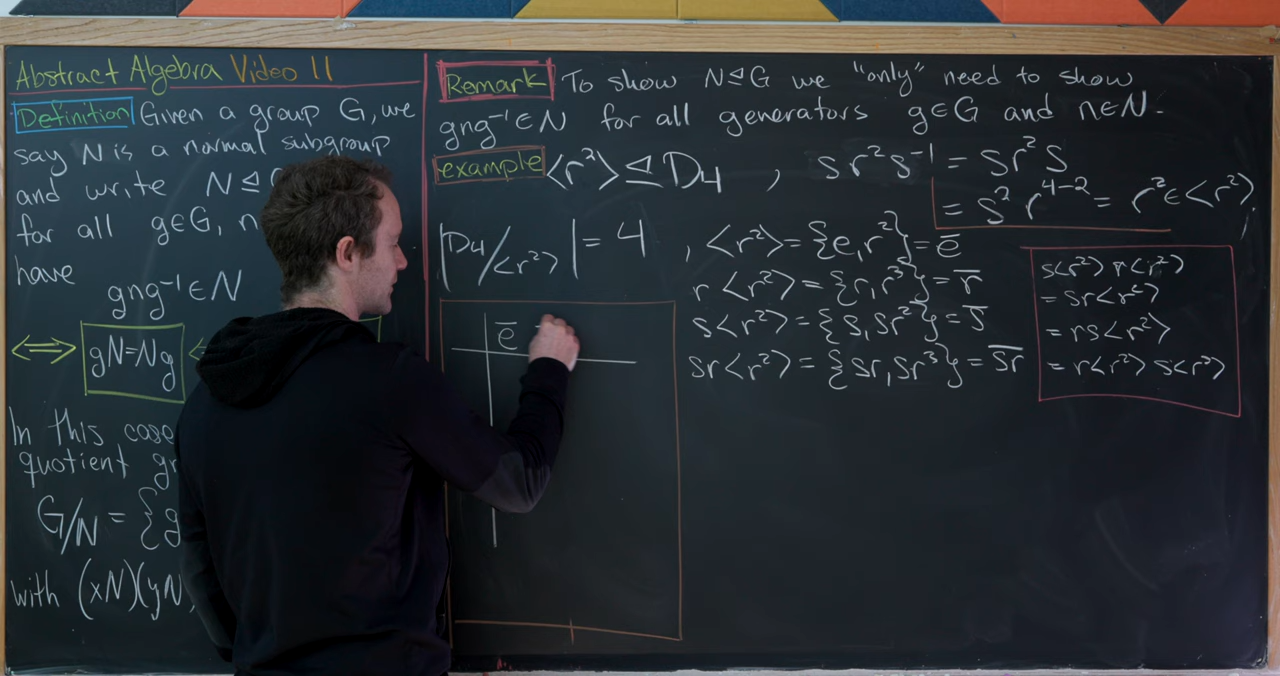 Abstract Algebra Video 11
Definition Given a group G, we
say N is a normal subgroup
and write N⊴G
for all g∈G, n
have
gng⁻¹∈N
⟺ gN=Ng
In this case
quotient gr
G/N = {g
with (xN)(yN)
Remark To show N⊴G we "only" need to show
gng⁻¹∈N for all generators g∈G and n∈N.
example <r²> ⊴ D₄ , sr²s⁻¹ = sr²s
= s²r⁴⁻² = r²∈<r²>
|D₄/<r²>| = 4 , <r²> = {e,r²} = e̅
r<r²> = {r,r³} = r̅
s<r²> = {s,sr²} = s̅
sr<r²> = {sr,sr³} = s̅r̅
s<r²> r<r²>
= sr<r²>
= rs<r²>
= r<r²> s<r²>
e̅